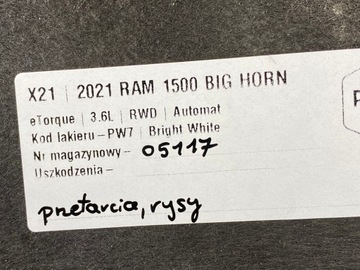 X21 | 2021 RAM 1500 BIG HORN
eTorque | 3.6L | RWD | Automat
Kod lakieru – PW7 | Bright White
Nr magazynowy – 05117
Uszkodzenia –
przetarcia, rysy
P